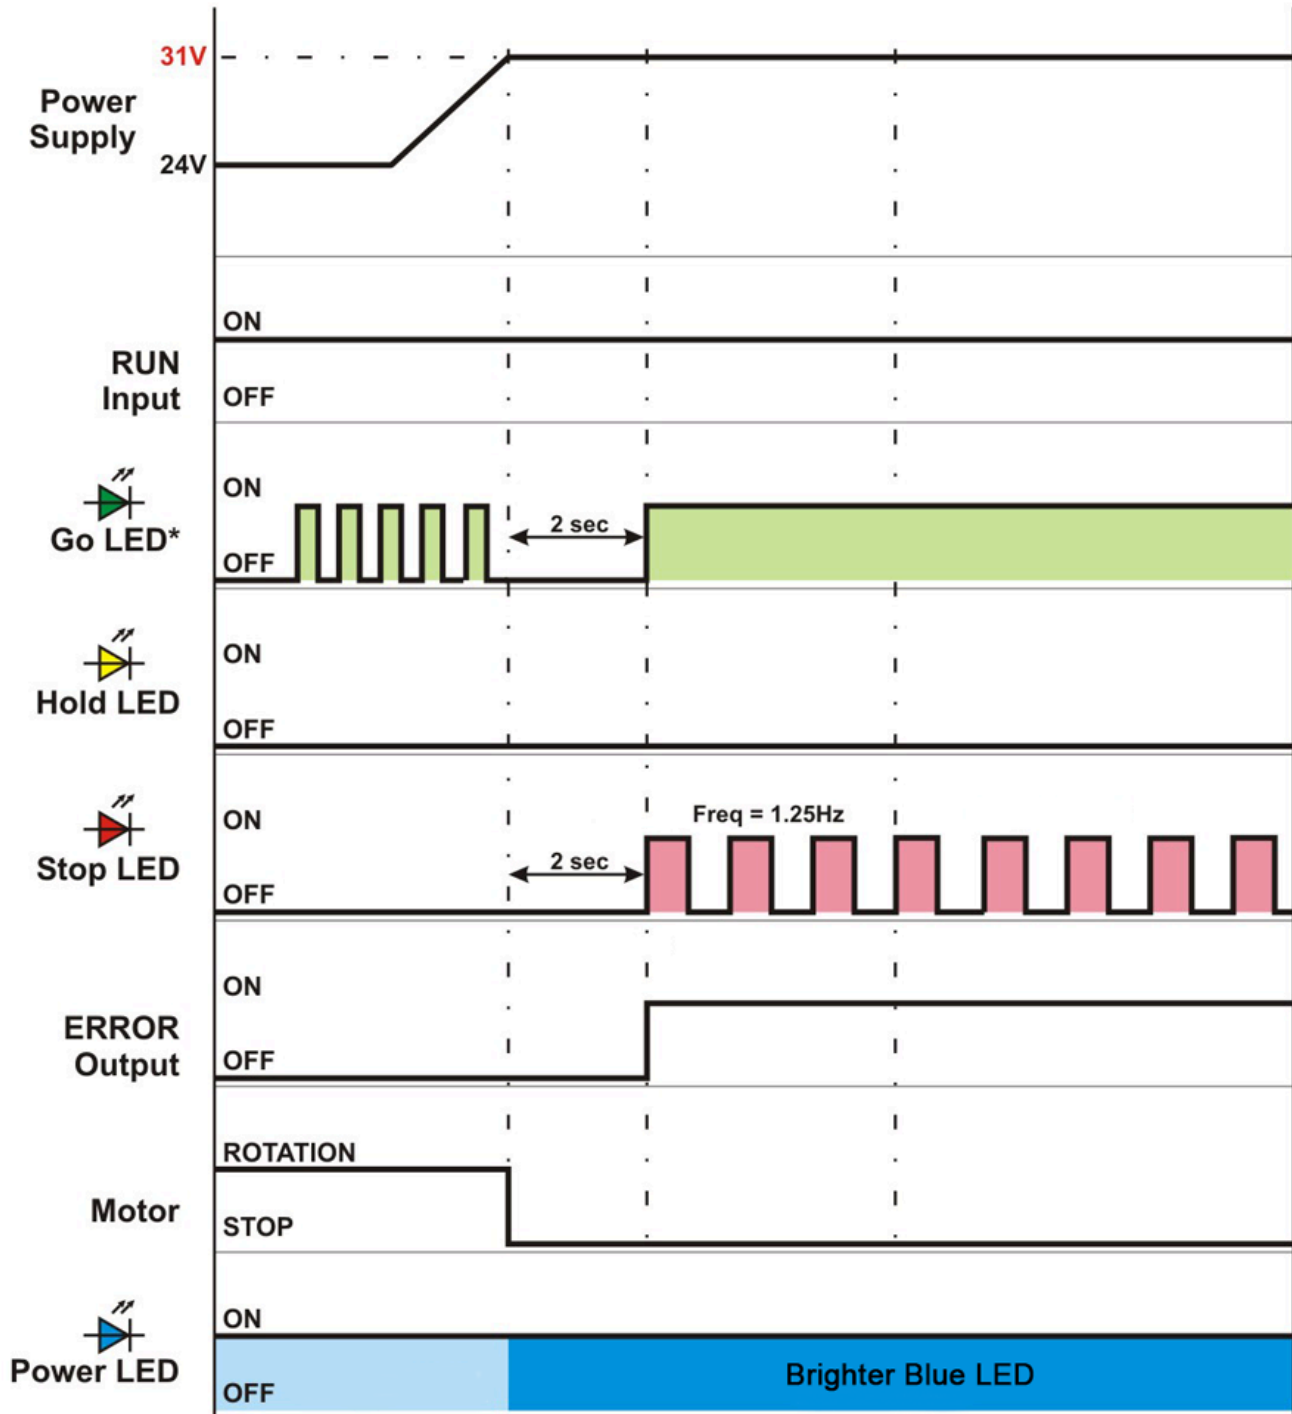 31V
Power
Supply
24V
ON
RUN
Input
OFF
ON
Go LED*
2 sec
OFF
ON
Hold LED
OFF
ON
Freq = 1.25Hz
Stop LED
2 sec
OFF
ON
ERROR
Output
OFF
ROTATION
Motor
STOP
ON
Power LED
Brighter Blue LED
OFF